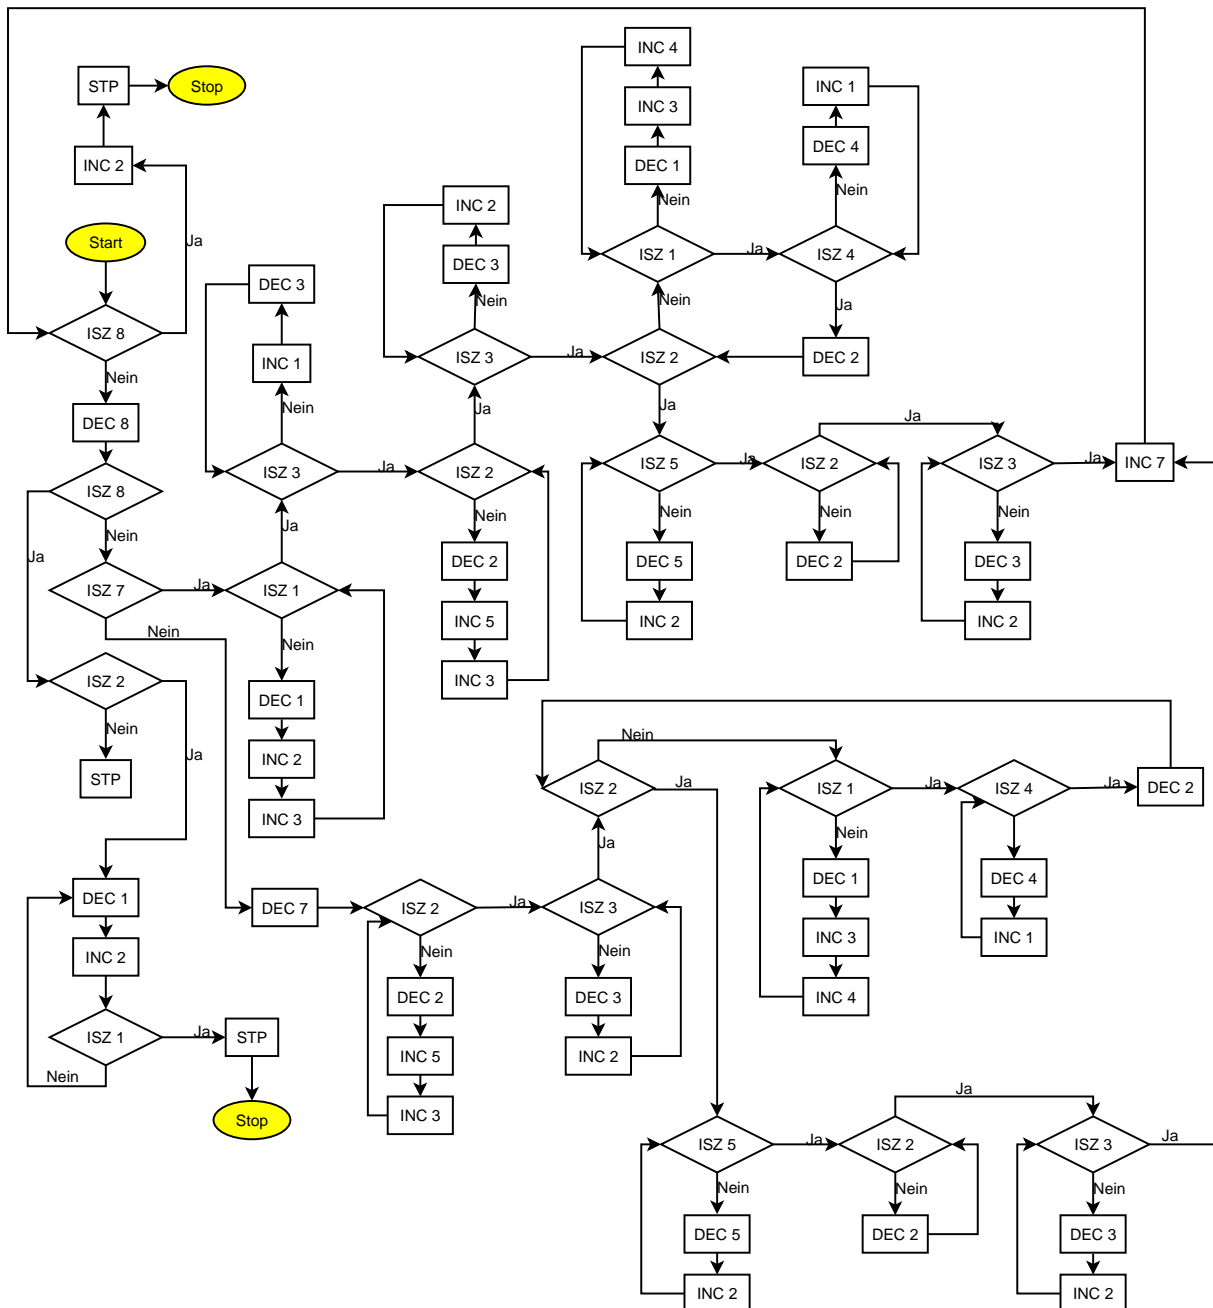 INC 4
STP
Stop
INC 1
INC 3
DEC 4
INC 2
DEC 1
Nein
Nein
INC 2
Ja
Start
ISZ 1
Ja
ISZ 4
DEC 3
DEC 3
Nein
Nein
Ja
ISZ 8
INC 1
ISZ 3
Ja
ISZ 2
DEC 2
Nein
Nein
Ja
DEC 8
Ja
Ja
ISZ 8
ISZ 3
Ja
ISZ 2
ISZ 5
Ja
ISZ 2
ISZ 3
Ja
INC 7
Nein
Nein
Nein
Nein
Ja
Nein
Ja
DEC 2
DEC 5
DEC 2
DEC 3
ISZ 7
Ja
ISZ 1
INC 5
INC 2
INC 2
Nein
Nein
INC 3
ISZ 2
DEC 1
Nein
Ja
INC 2
Nein
STP
ISZ 2
Ja
ISZ 1
Ja
ISZ 4
Ja
DEC 2
INC 3
Nein
Ja
DEC 1
DEC 4
DEC 1
DEC 7
ISZ 2
Ja
ISZ 3
INC 3
INC 1
Nein
Nein
INC 2
DEC 2
DEC 3
INC 4
ISZ 1
Ja
STP
INC 5
INC 2
Nein
Ja
Stop
INC 3
ISZ 5
Ja
ISZ 2
ISZ 3
Ja
Nein
Nein
Nein
DEC 5
DEC 2
DEC 3
INC 2
INC 2